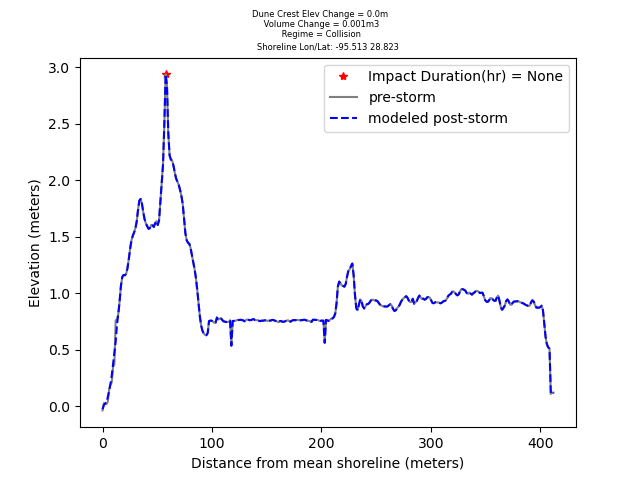 Dune Crest Elev Change = 0.0m
Volume Change = 0.001m3
Regime = Collision
Shoreline Lon/Lat: -95.513 28.823
Impact Duration(hr) = None
pre-storm
modeled post-storm
3.0
2.5
2.0
1.5
1.0
0.5
0.0
Elevation (meters)
0 100 200 300 400
Distance from mean shoreline (meters)